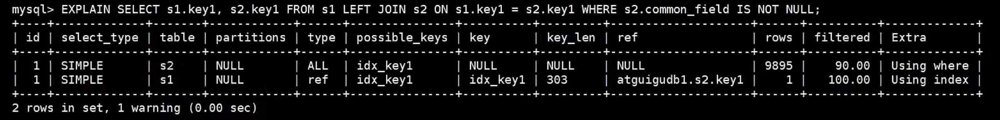 mysql> EXPLAIN SELECT s1.key1, s2.key1 FROM s1 LEFT JOIN s2 ON s1.key1 = s2.key1 WHERE s2.common_field IS NOT NULL;
+----+-------------+-------+------------+------+---------------+----------+---------+--------------------+------+----------+-------------+
| id | select_type | table | partitions | type | possible_keys | key      | key_len | ref                | rows | filtered | Extra       |
+----+-------------+-------+------------+------+---------------+----------+---------+--------------------+------+----------+-------------+
|  1 | SIMPLE      | s2    | NULL       | ALL  | idx_key1      | NULL     | NULL    | NULL               | 9895 |    90.00 | Using where |
|  1 | SIMPLE      | s1    | NULL       | ref  | idx_key1      | idx_key1 | 303     | atguigudb1.s2.key1 |    1 |   100.00 | Using index |
+----+-------------+-------+------------+------+---------------+----------+---------+--------------------+------+----------+-------------+
2 rows in set, 1 warning (0.00 sec)